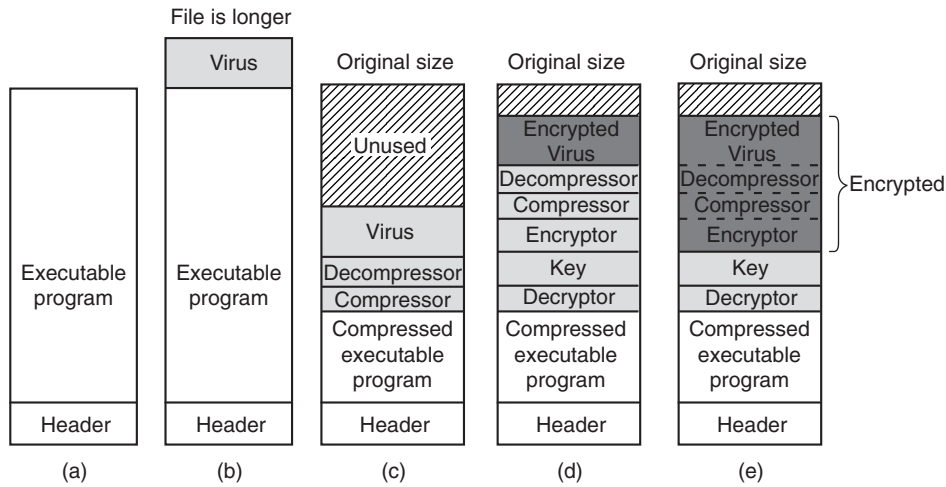 File is longer
Virus
Executable
program
Header
(a)
Executable
program
Header
(b)
Original size
Unused
Virus
Decompressor
Compressor
Compressed
executable
program
Header
(c)
Original size
Encrypted
Virus
Decompressor
Compressor
Encryptor
Key
Decryptor
Compressed
executable
program
Header
(d)
Original size
Encrypted
Virus
Decompressor
Compressor
Encryptor
Key
Decryptor
Compressed
executable
program
Header
(e)
Encrypted